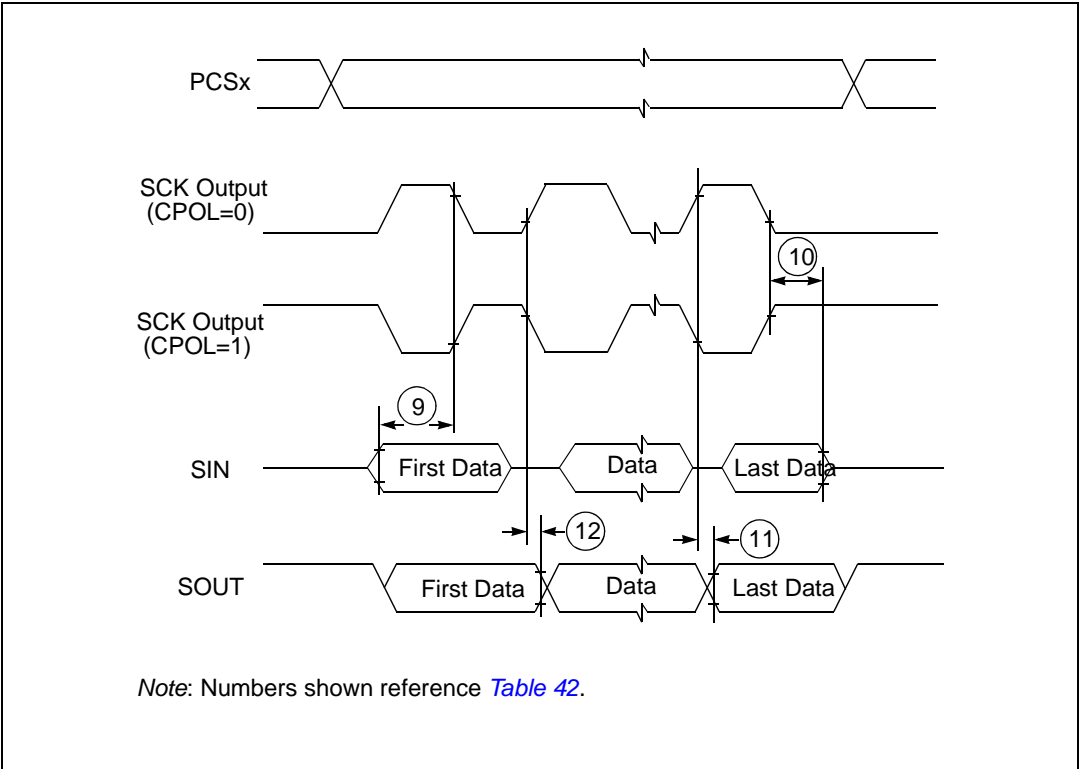 PCSx
SCK Output
(CPOL=0)
10
SCK Output
(CPOL=1)
9
SIN
First Data
Data
Last Data
12
11
SOUT
First Data
Data
Last Data
Note: Numbers shown reference Table 42.